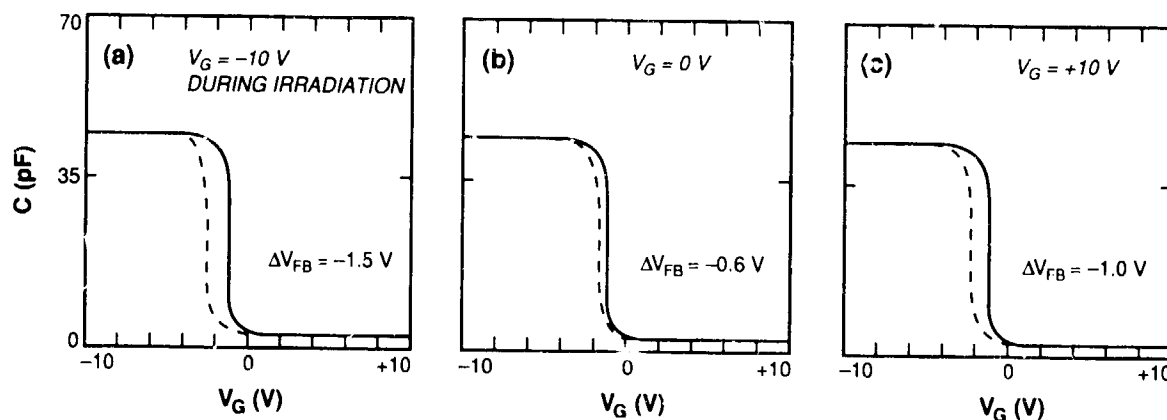 70
35
0
C (pF)
(a)
V_G = −10 V
DURING IRRADIATION
ΔV_FB = −1.5 V
−10
0
+10
V_G (V)
(b)
V_G = 0 V
ΔV_FB = −0.6 V
−10
0
+10
V_G (V)
(c)
V_G = +10 V
ΔV_FB = −1.0 V
−10
0
+10
V_G (V)